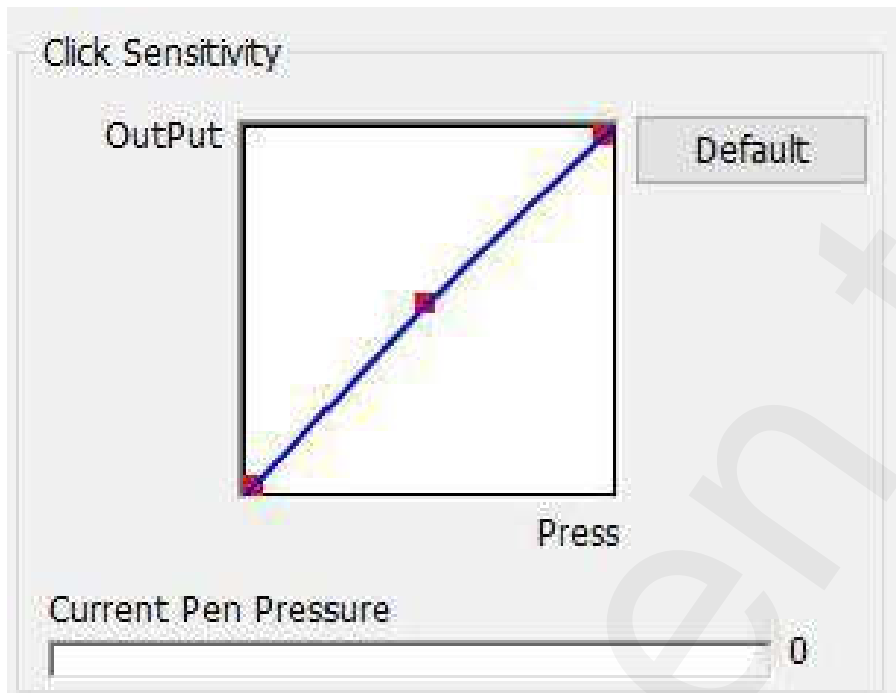 Click Sensitivity
OutPut
Default
Press
Current Pen Pressure
0